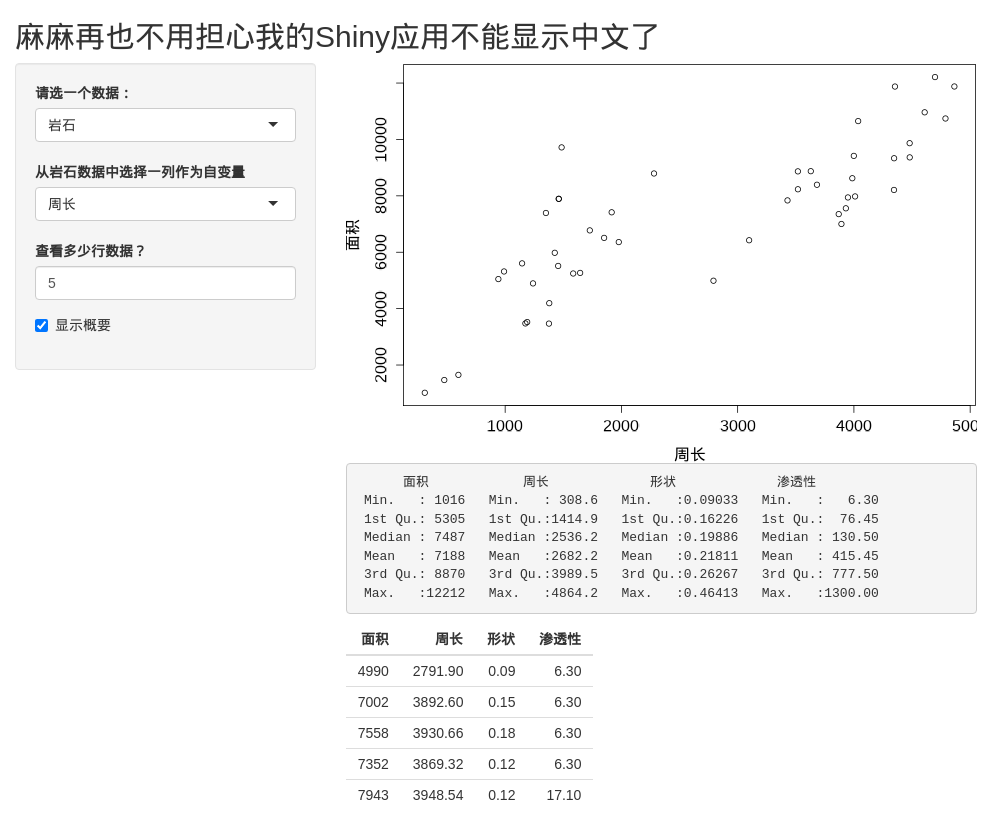 麻麻再也不用担心我的Shiny应用不能显示中文了
请选一个数据：
岩石
从岩石数据中选择一列作为自变量
周长
查看多少行数据？
5
显示概要
面积
10000
8000
6000
4000
2000
1000 2000 3000 4000 500
周长
面积 周长 形状 渗透性
Min. : 1016 Min. : 308.6 Min. :0.09033 Min. : 6.30
1st Qu.: 5305 1st Qu.:1414.9 1st Qu.:0.16226 1st Qu.: 76.45
Median : 7487 Median :2536.2 Median :0.19886 Median : 130.50
Mean : 7188 Mean :2682.2 Mean :0.21811 Mean : 415.45
3rd Qu.: 8870 3rd Qu.:3989.5 3rd Qu.:0.26267 3rd Qu.: 777.50
Max. :12212 Max. :4864.2 Max. :0.46413 Max. :1300.00
面积 周长 形状 渗透性
4990 2791.90 0.09 6.30
7002 3892.60 0.15 6.30
7558 3930.66 0.18 6.30
7352 3869.32 0.12 6.30
7943 3948.54 0.12 17.10